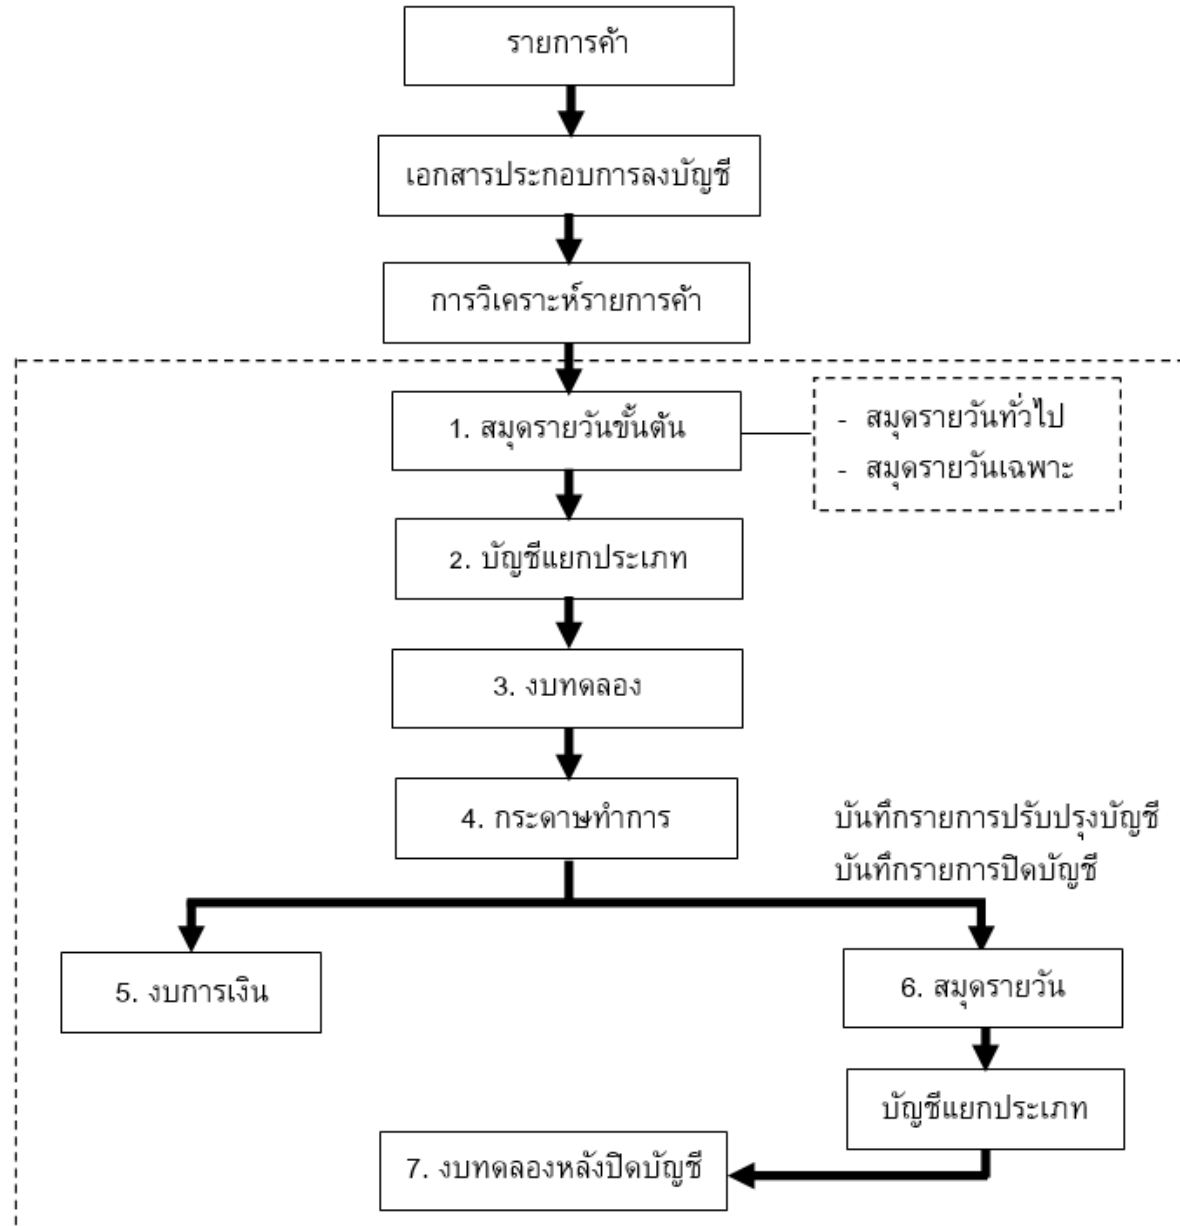 รายการค้า
เอกสารประกอบการลงบัญชี
การวิเคราะห์รายการค้า
1. สมุดรายวันขั้นต้น
- สมุดรายวันทั่วไป
- สมุดรายวันเฉพาะ
2. บัญชีแยกประเภท
3. งบทดลอง
4. กระดาษทำการ
บันทึกรายการปรับปรุงบัญชี
บันทึกรายการปิดบัญชี
5. งบการเงิน
6. สมุดรายวัน
บัญชีแยกประเภท
7. งบทดลองหลังปิดบัญชี